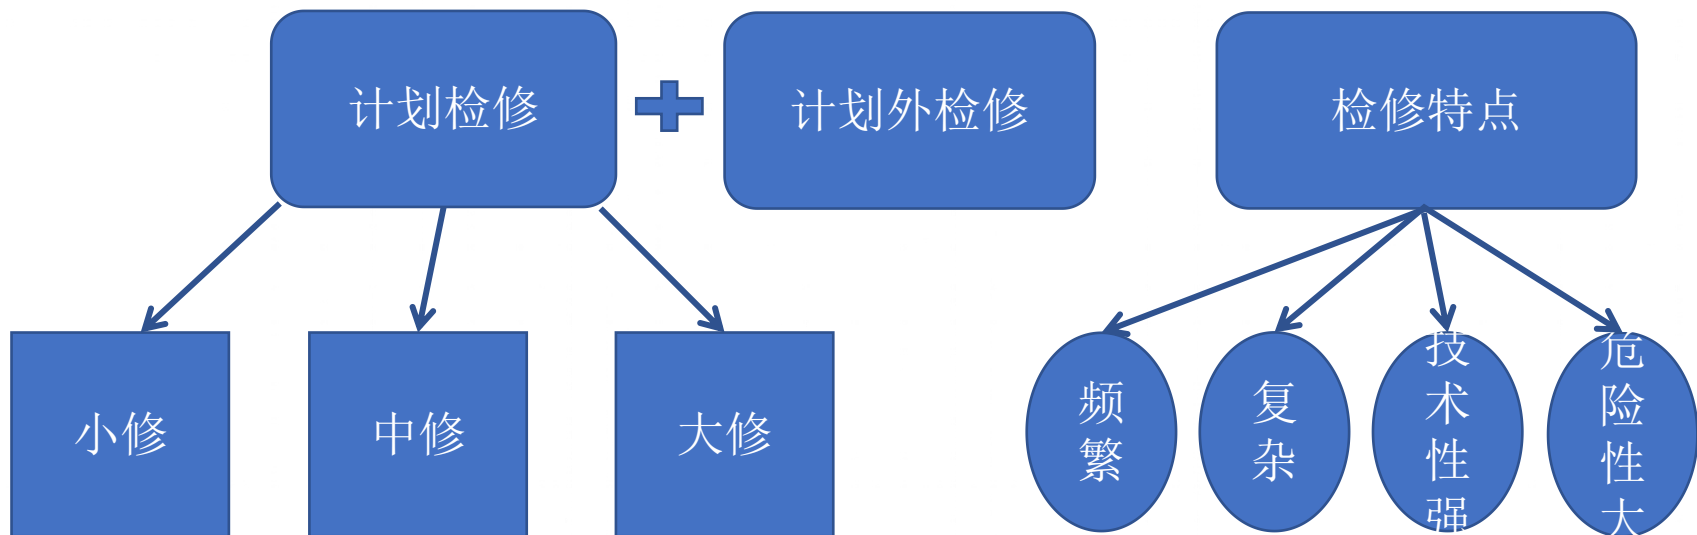 计划检修
计划外检修
检修特点
小修
中修
大修
频
繁
复
杂
技
术
性
强
危
险
性
大